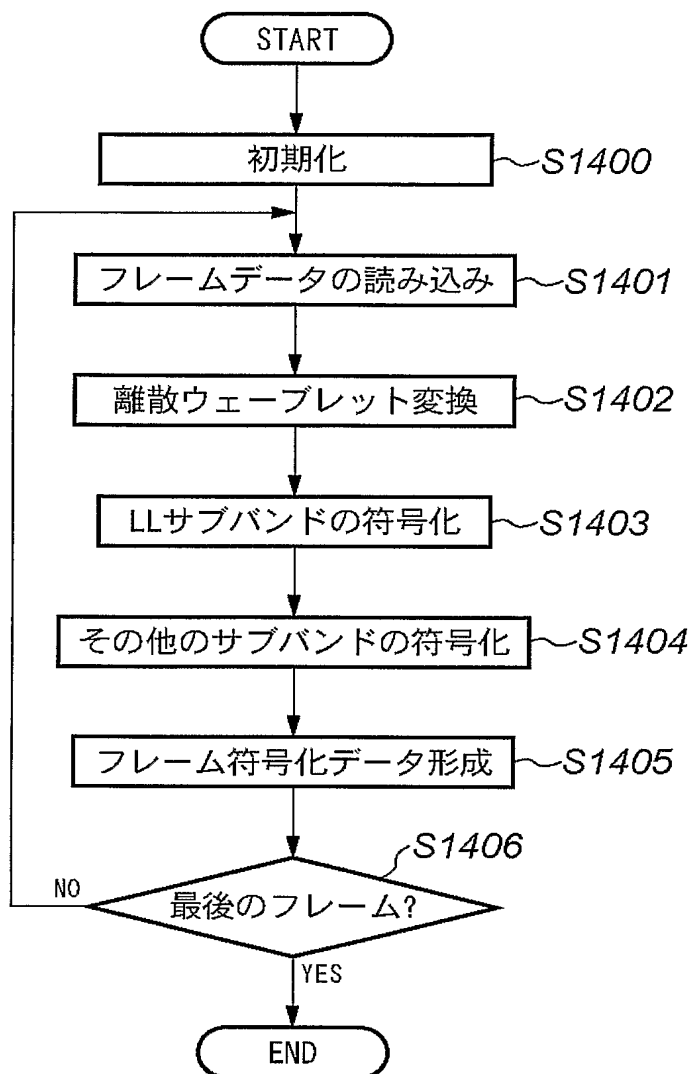 START
初期化
S1400
フレームデータの読み込み
S1401
離散ウェーブレット変換
S1402
LLサブバンドの符号化
S1403
その他のサブバンドの符号化
S1404
フレーム符号化データ形成
S1405
S1406
最後のフレーム?
NO
YES
END